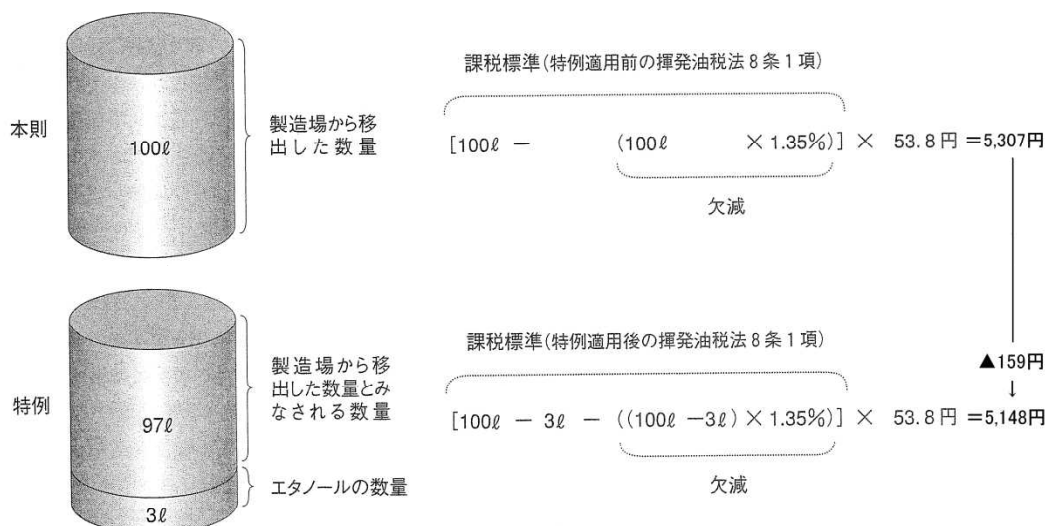 課税標準(特例適用前の揮発油税法8条1項)
本則
100ℓ
製造場から移
出した数量
[100ℓ − (100ℓ × 1.35%)] × 53.8円 =5,307円
欠減
課税標準(特例適用後の揮発油税法8条1項)
▲159円
↓
特例
97ℓ
製造場から移
出した数量とみ
なされる数量
[100ℓ − 3ℓ − ((100ℓ −3ℓ) × 1.35%)] × 53.8円 =5,148円
欠減
エタノールの数量
3ℓ